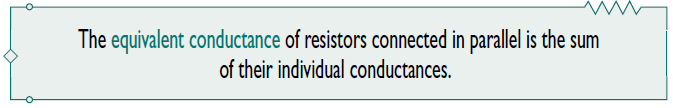 The equivalent conductance of resistors connected in parallel is the sum
of their individual conductances.